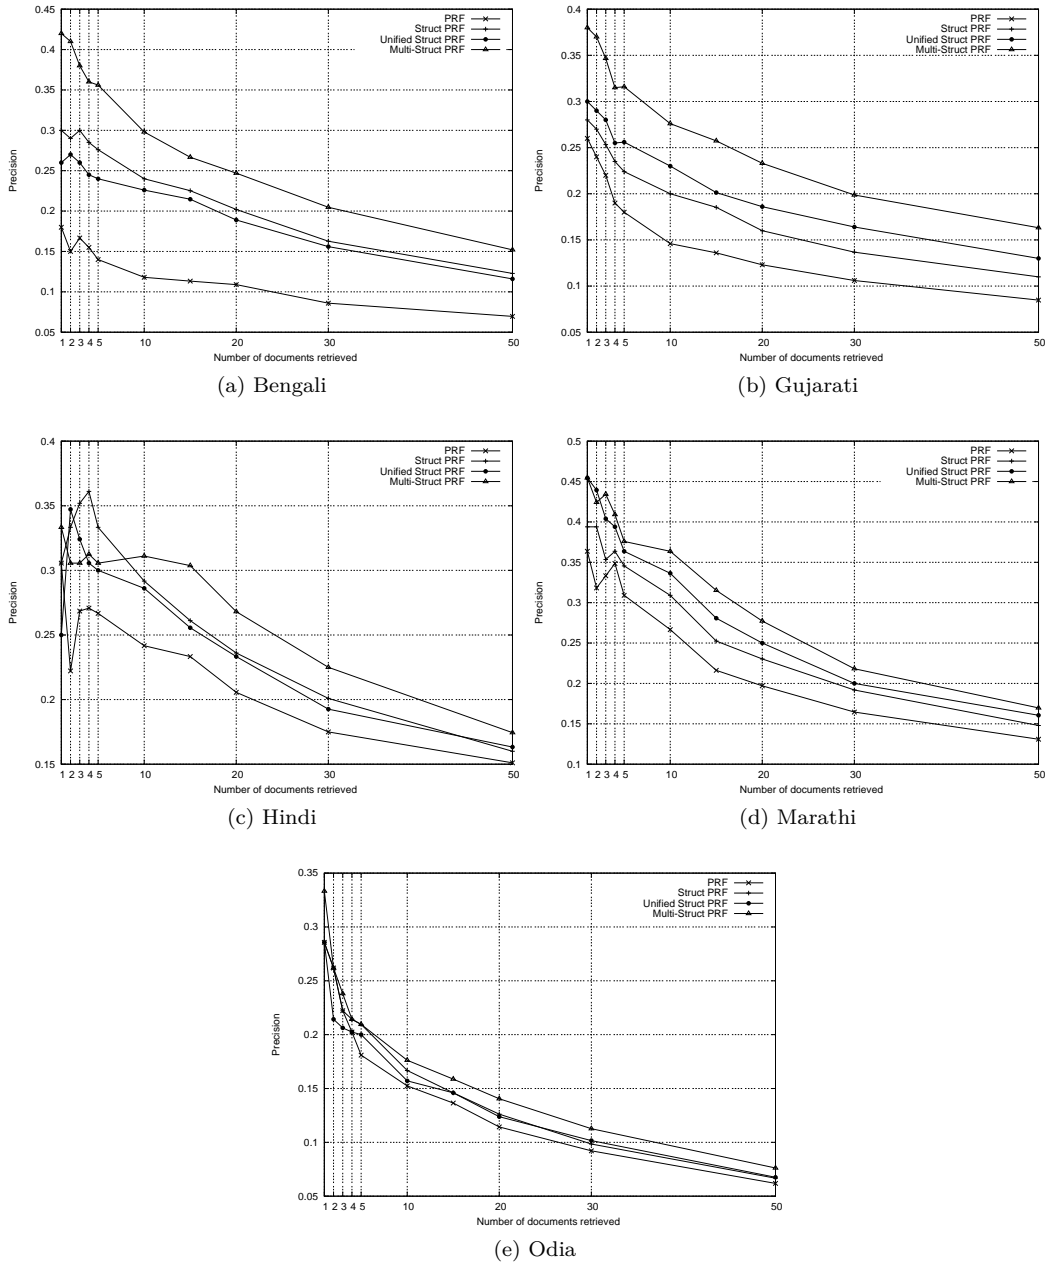 0.45
0.4
0.35
0.3
0.25
0.2
0.15
0.1
0.05
Precision
PRF
Struct PRF
Unified Struct PRF
Multi-Struct PRF
1 2 3 4 5 10 20 30 50
Number of documents retrieved
(a) Bengali
0.4
0.35
0.3
0.25
0.2
0.15
0.1
0.05
Precision
PRF
Struct PRF
Unified Struct PRF
Multi-Struct PRF
1 2 3 4 5 10 20 30 50
Number of documents retrieved
(b) Gujarati
0.4
0.35
0.3
0.25
0.2
0.15
Precision
PRF
Struct PRF
Unified Struct PRF
Multi-Struct PRF
1 2 3 4 5 10 20 30 50
Number of documents retrieved
(c) Hindi
0.5
0.45
0.4
0.35
0.3
0.25
0.2
0.15
0.1
Precision
PRF
Struct PRF
Unified Struct PRF
Multi-Struct PRF
1 2 3 4 5 10 20 30 50
Number of documents retrieved
(d) Marathi
0.35
0.3
0.25
0.2
0.15
0.1
0.05
Precision
PRF
Struct PRF
Unified Struct PRF
Multi-Struct PRF
1 2 3 4 5 10 20 30 50
Number of documents retrieved
(e) Odia